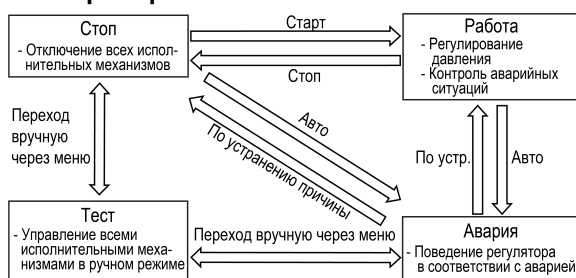 Стоп
- Отключение всех испол-
нительных механизмов
Старт
Стоп
Работа
- Регулирование
давления
- Контроль аварийных
ситуаций
Переход
вручную
через меню
Авто
По устранению причины
По устр.
Авто
Тест
- Управление всеми
исполнительными меха-
низмами в ручном режиме
Переход вручную через меню
Авария
- Поведение регулятора
в соответствии с аварией